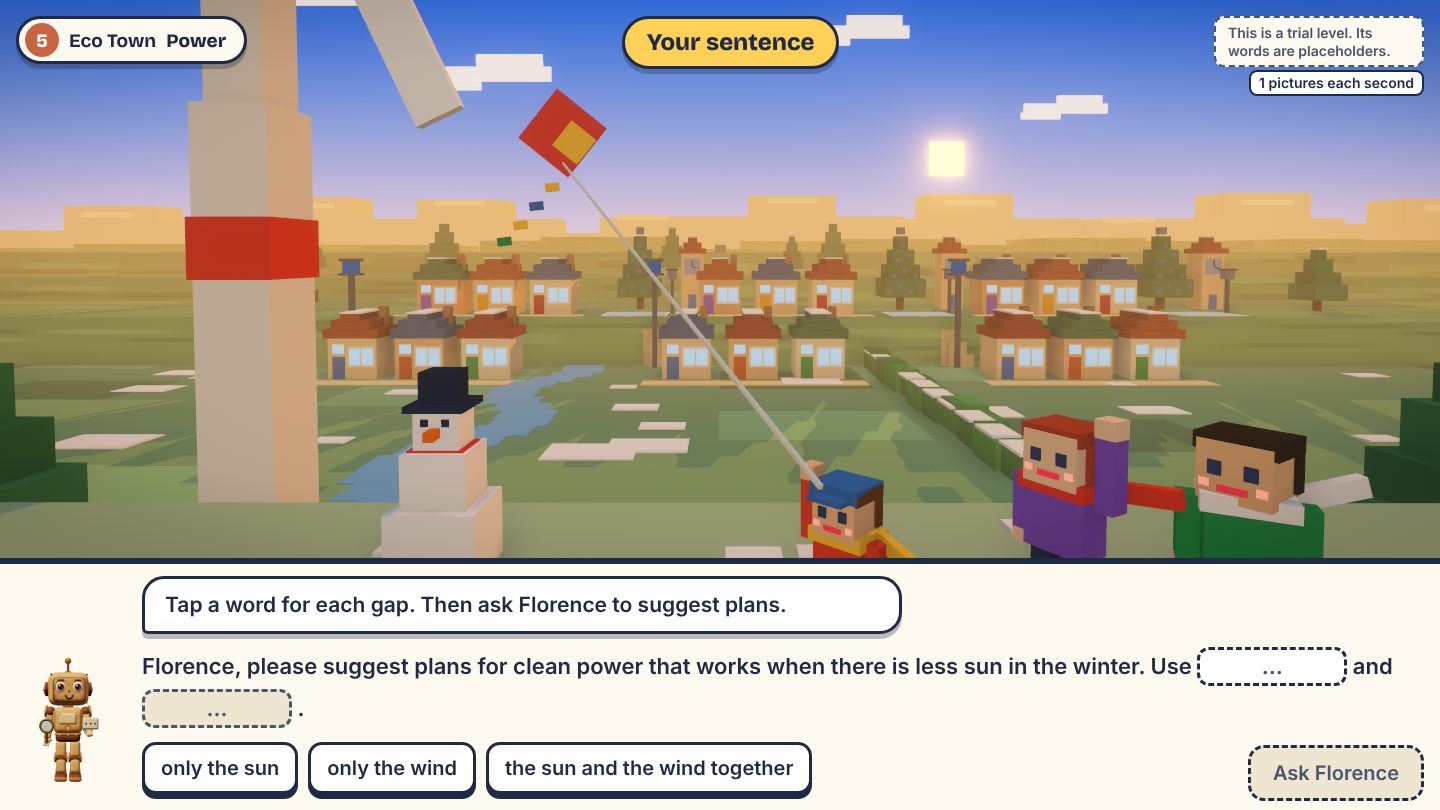 5 Eco Town Power
Your sentence
This is a trial level. Its
words are placeholders.
1 pictures each second
Tap a word for each gap. Then ask Florence to suggest plans.
Florence, please suggest plans for clean power that works when there is less sun in the winter. Use ... and
... .
only the sun
only the wind
the sun and the wind together
Ask Florence